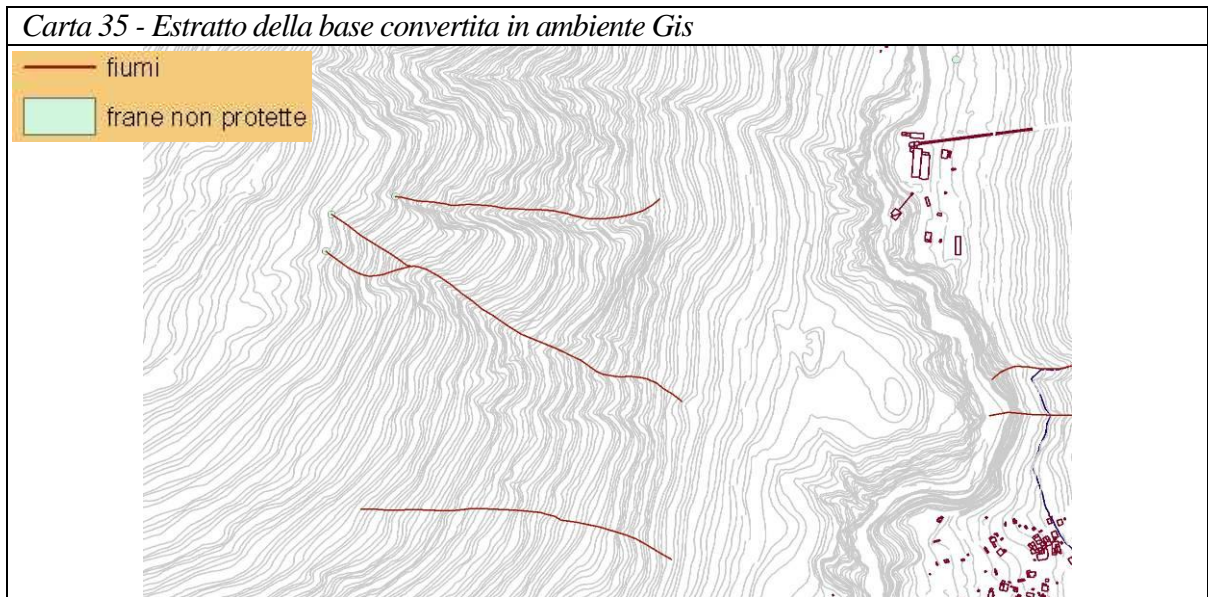 Carta 35 - Estratto della base convertita in ambiente Gis
fiumi
frane non protette